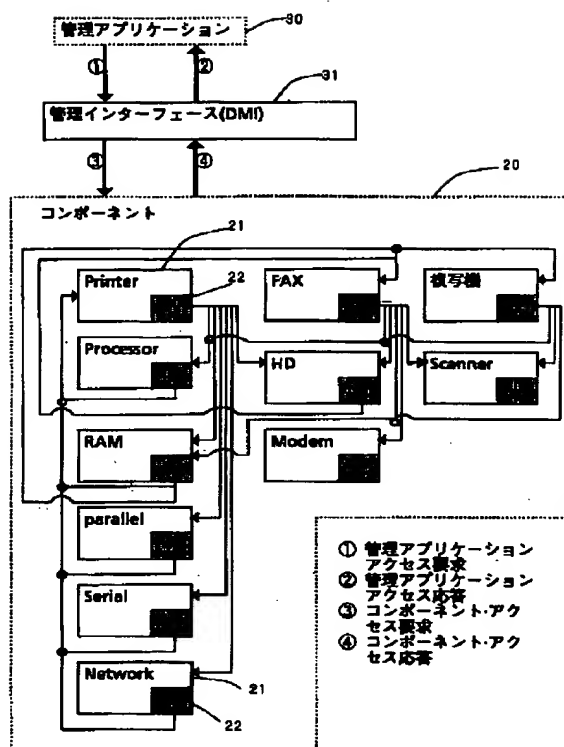 管理アプリケーション
30
① ②
31
管理インターフェース(DMI)
③ ④
20
コンポーネント
21
Printer
22
FAX
複写機
Processor
HD
Scanner
RAM
Modem
parallel
Serial
Network
21
22
① 管理アプリケーション
アクセス要求
② 管理アプリケーション
アクセス応答
③ コンポーネント・アク
セス要求
④ コンポーネント・アク
セス応答